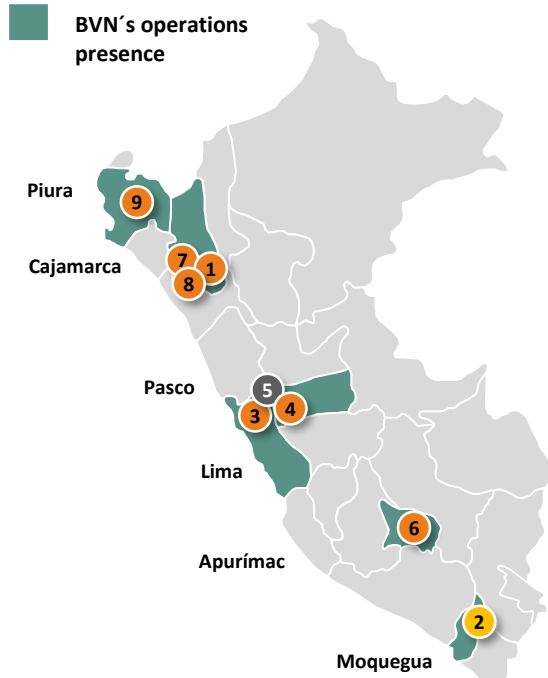 BVN´s operations
presence
Piura
9
Cajamarca
7
1
8
Pasco
5
3
4
Lima
6
Apurímac
2
Moquegua